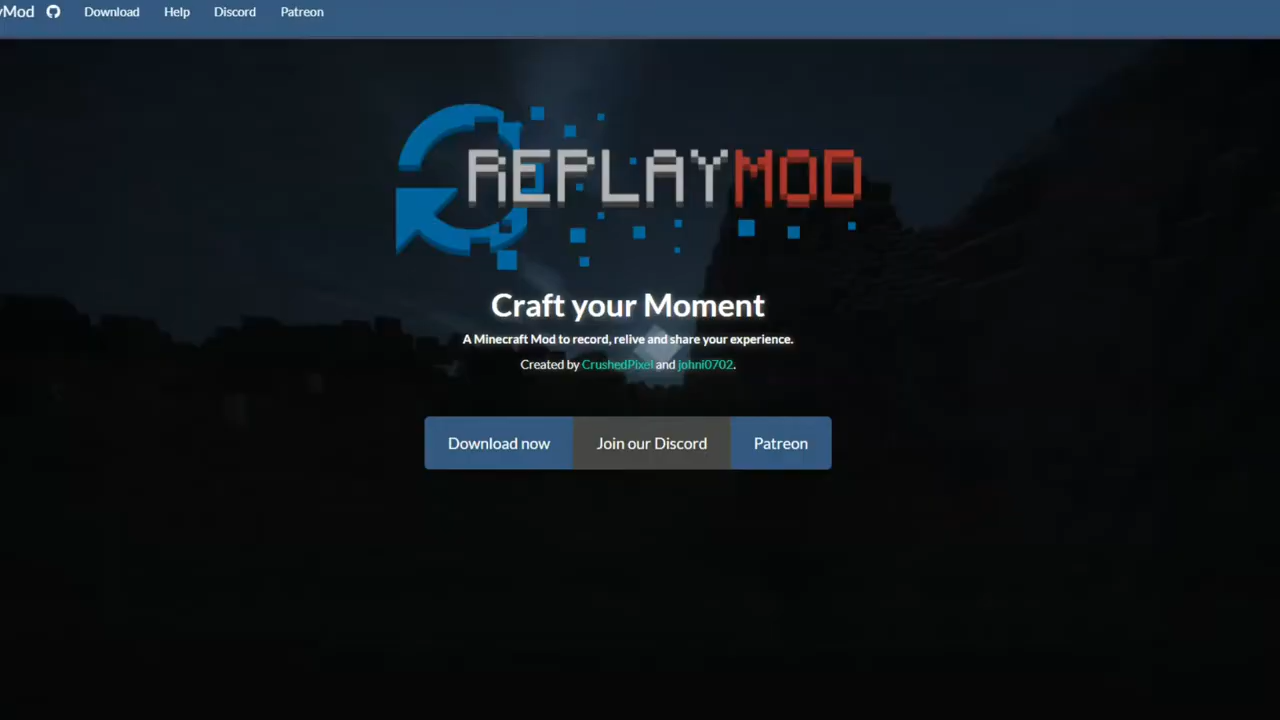 yMod Download Help Discord Patreon
REPLAYMOD
Craft your Moment
A Minecraft Mod to record, relive and share your experience.
Created by CrushedPixel and johni0702.
Download now Join our Discord Patreon